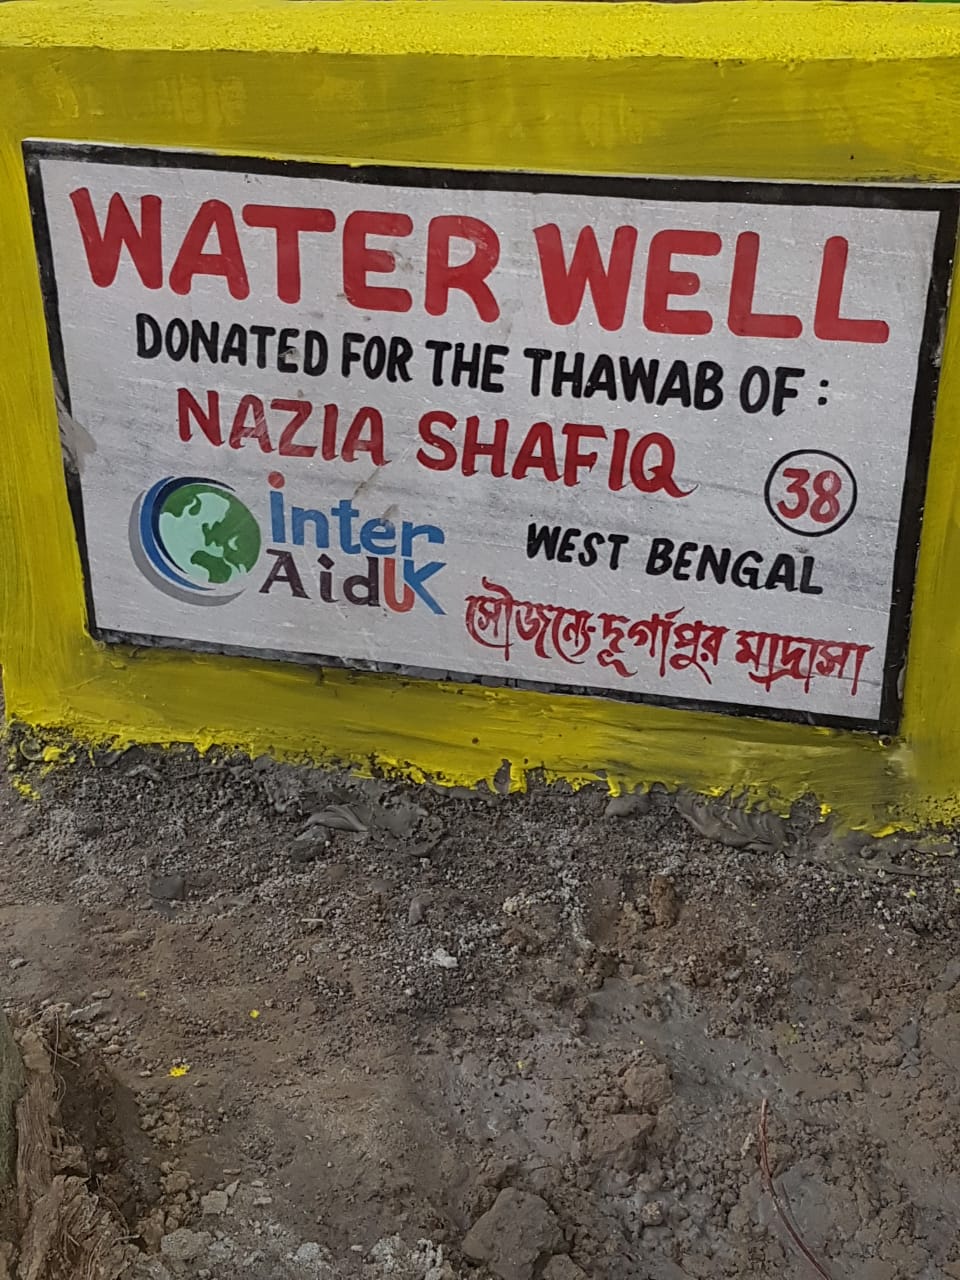 WATER WELL
DONATED FOR THE THAWAB OF :
NAZIA SHAFIQ
38
inter
AidUK
WEST BENGAL
সৌজন্যে-দূর্গাপুর মাদ্রাসা